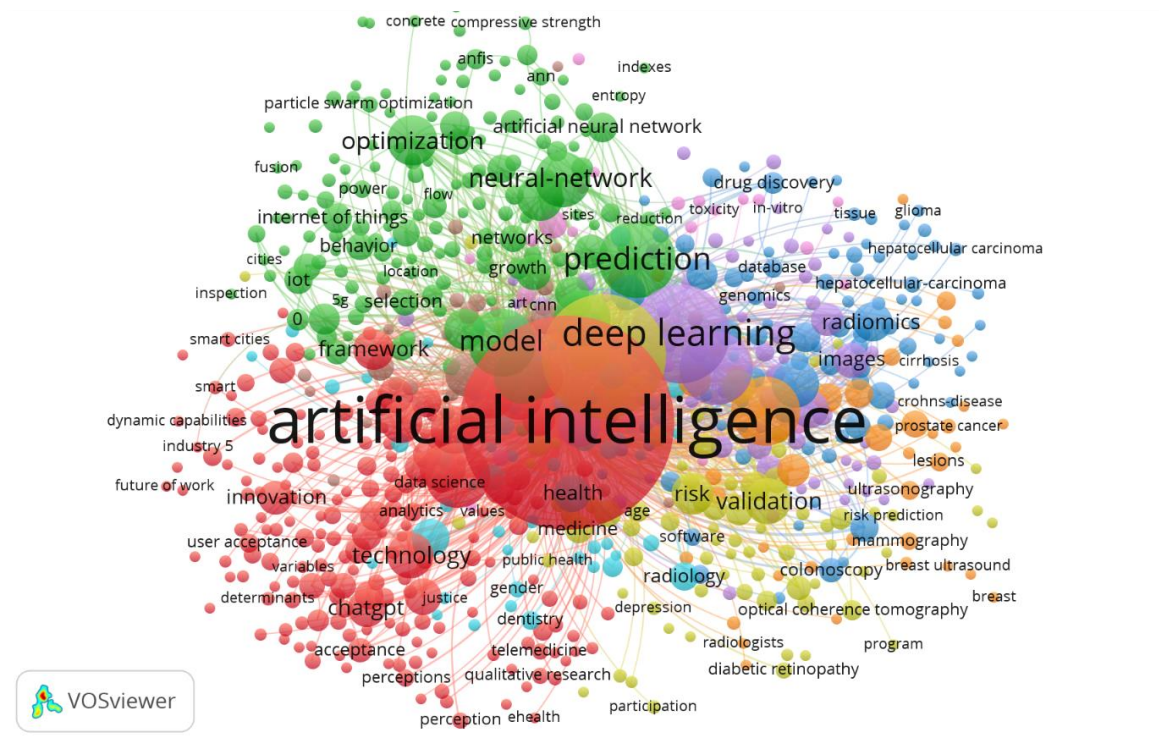 concrete compressive strength
anfis
indexes
ann
entropy
particle swarm optimization
artificial neural network
optimization
fusion
neural-network
drug discovery
power
flow
toxicity
in-vitro
tissue
glioma
internet of things
sites
reduction
behavior
networks
hepatocellular carcinoma
cities
location
growth
prediction
database
iot
hepatocellular-carcinoma
inspection
5g
selection
art
cnn
genomics
0
radiomics
smart cities
framework
model
deep learning
images
cirrhosis
smart
crohns-disease
dynamic capabilities
artificial intelligence
prostate cancer
industry 5
lesions
future of work
data science
health
ultrasonography
innovation
risk
validation
analytics
values
age
risk prediction
medicine
software
user acceptance
mammography
technology
public health
variables
radiology
colonoscopy
breast ultrasound
gender
determinants
chatgpt
justice
breast
depression
optical coherence tomography
dentistry
radiologists
program
acceptance
telemedicine
diabetic retinopathy
perceptions
qualitative research
participation
perception
ehealth
VOSviewer